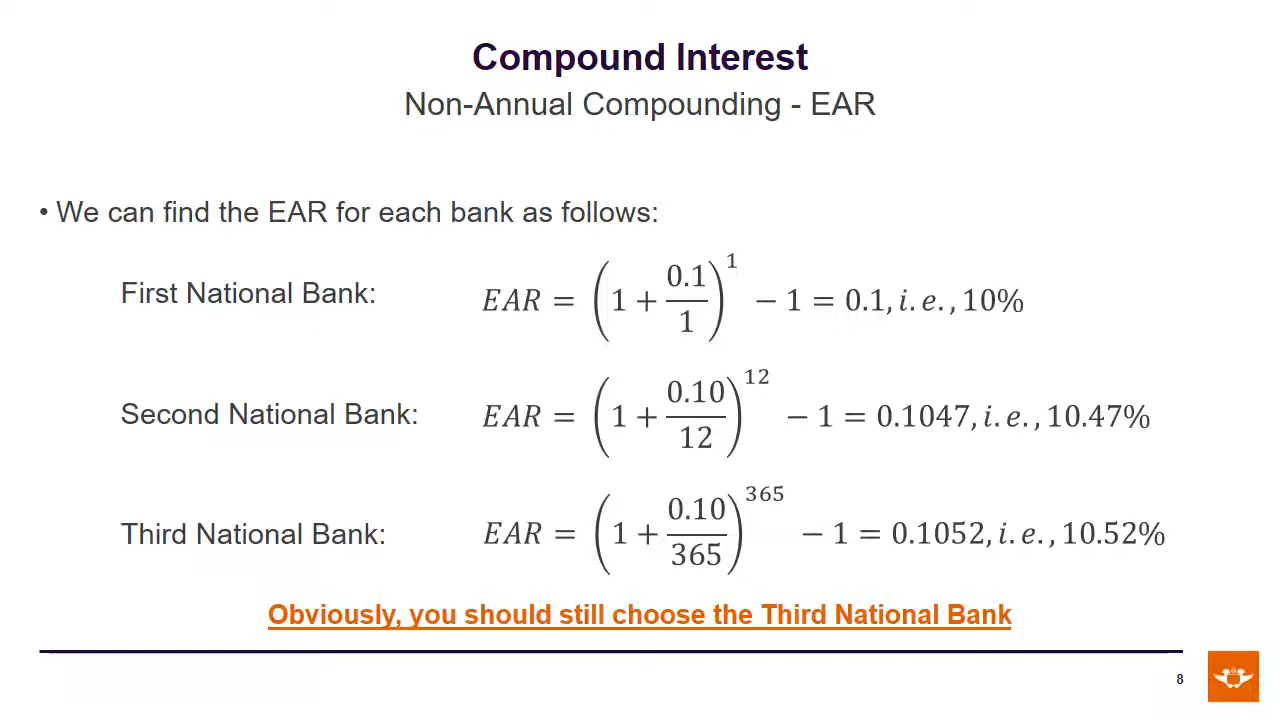 Compound Interest
Non-Annual Compounding - EAR
• We can find the EAR for each bank as follows:
First National Bank: EAR = (1 + 0.1/1)^1 − 1 = 0.1, i.e., 10%
Second National Bank: EAR = (1 + 0.10/12)^12 − 1 = 0.1047, i.e., 10.47%
Third National Bank: EAR = (1 + 0.10/365)^365 − 1 = 0.1052, i.e., 10.52%
Obviously, you should still choose the Third National Bank
8